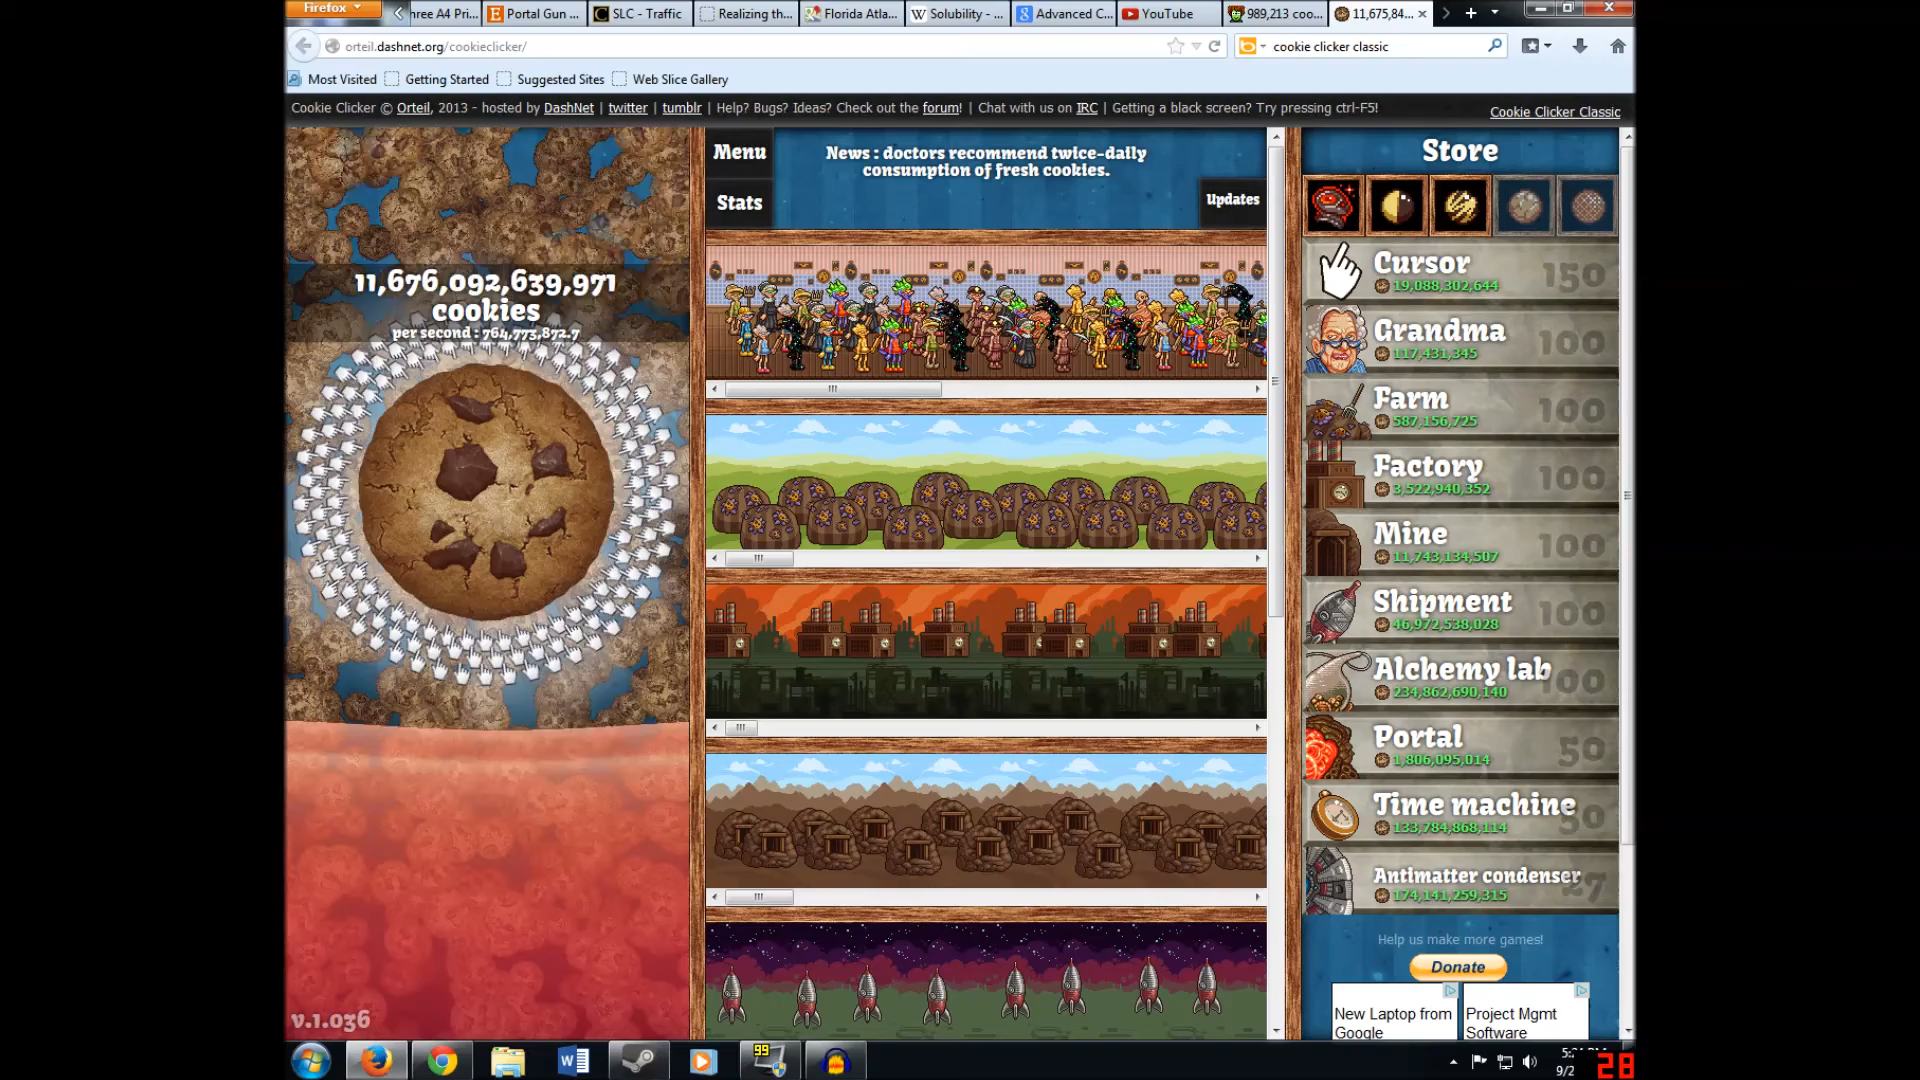 Firefox
hree A4 Pri...
Portal Gun ...
SLC - Traffic
Realizing th...
Florida Atla...
Solubility - ...
Advanced C...
YouTube
989,213 coo...
11,675,84...
orteil.dashnet.org/cookieclicker/
cookie clicker classic
Most Visited
Getting Started
Suggested Sites
Web Slice Gallery
Cookie Clicker © Orteil, 2013 - hosted by DashNet | twitter | tumblr | Help? Bugs? Ideas? Check out the forum! | Chat with us on IRC | Getting a black screen? Try pressing ctrl-F5!
Cookie Clicker Classic
11,676,092,639,971
cookies
per second : 764,773,872.7
v.1.036
Menu
Stats
News : doctors recommend twice-daily
consumption of fresh cookies.
Updates
Store
Cursor
19,088,302,644
150
Grandma
117,431,345
100
Farm
587,156,725
100
Factory
3,522,940,352
100
Mine
11,743,134,507
100
Shipment
46,972,538,028
100
Alchemy lab
234,862,690,140
100
Portal
1,806,095,014
50
Time machine
133,784,868,114
50
Antimatter condenser
174,141,259,315
27
Help us make more games!
Donate
New Laptop from
Google
Project Mgmt
Software
99
28